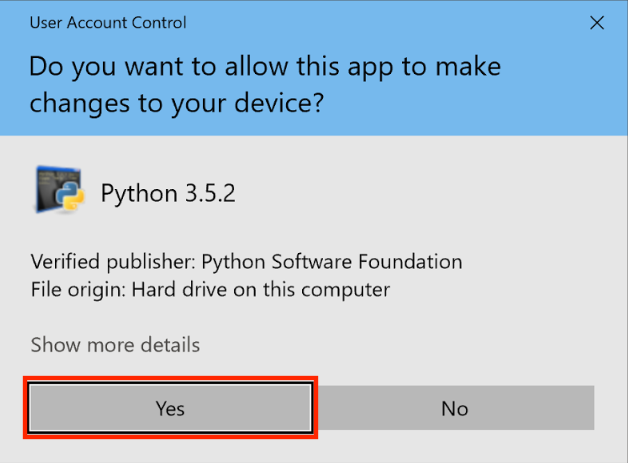 User Account Control
Do you want to allow this app to make
changes to your device?
Python 3.5.2
Verified publisher: Python Software Foundation
File origin: Hard drive on this computer
Show more details
Yes
No